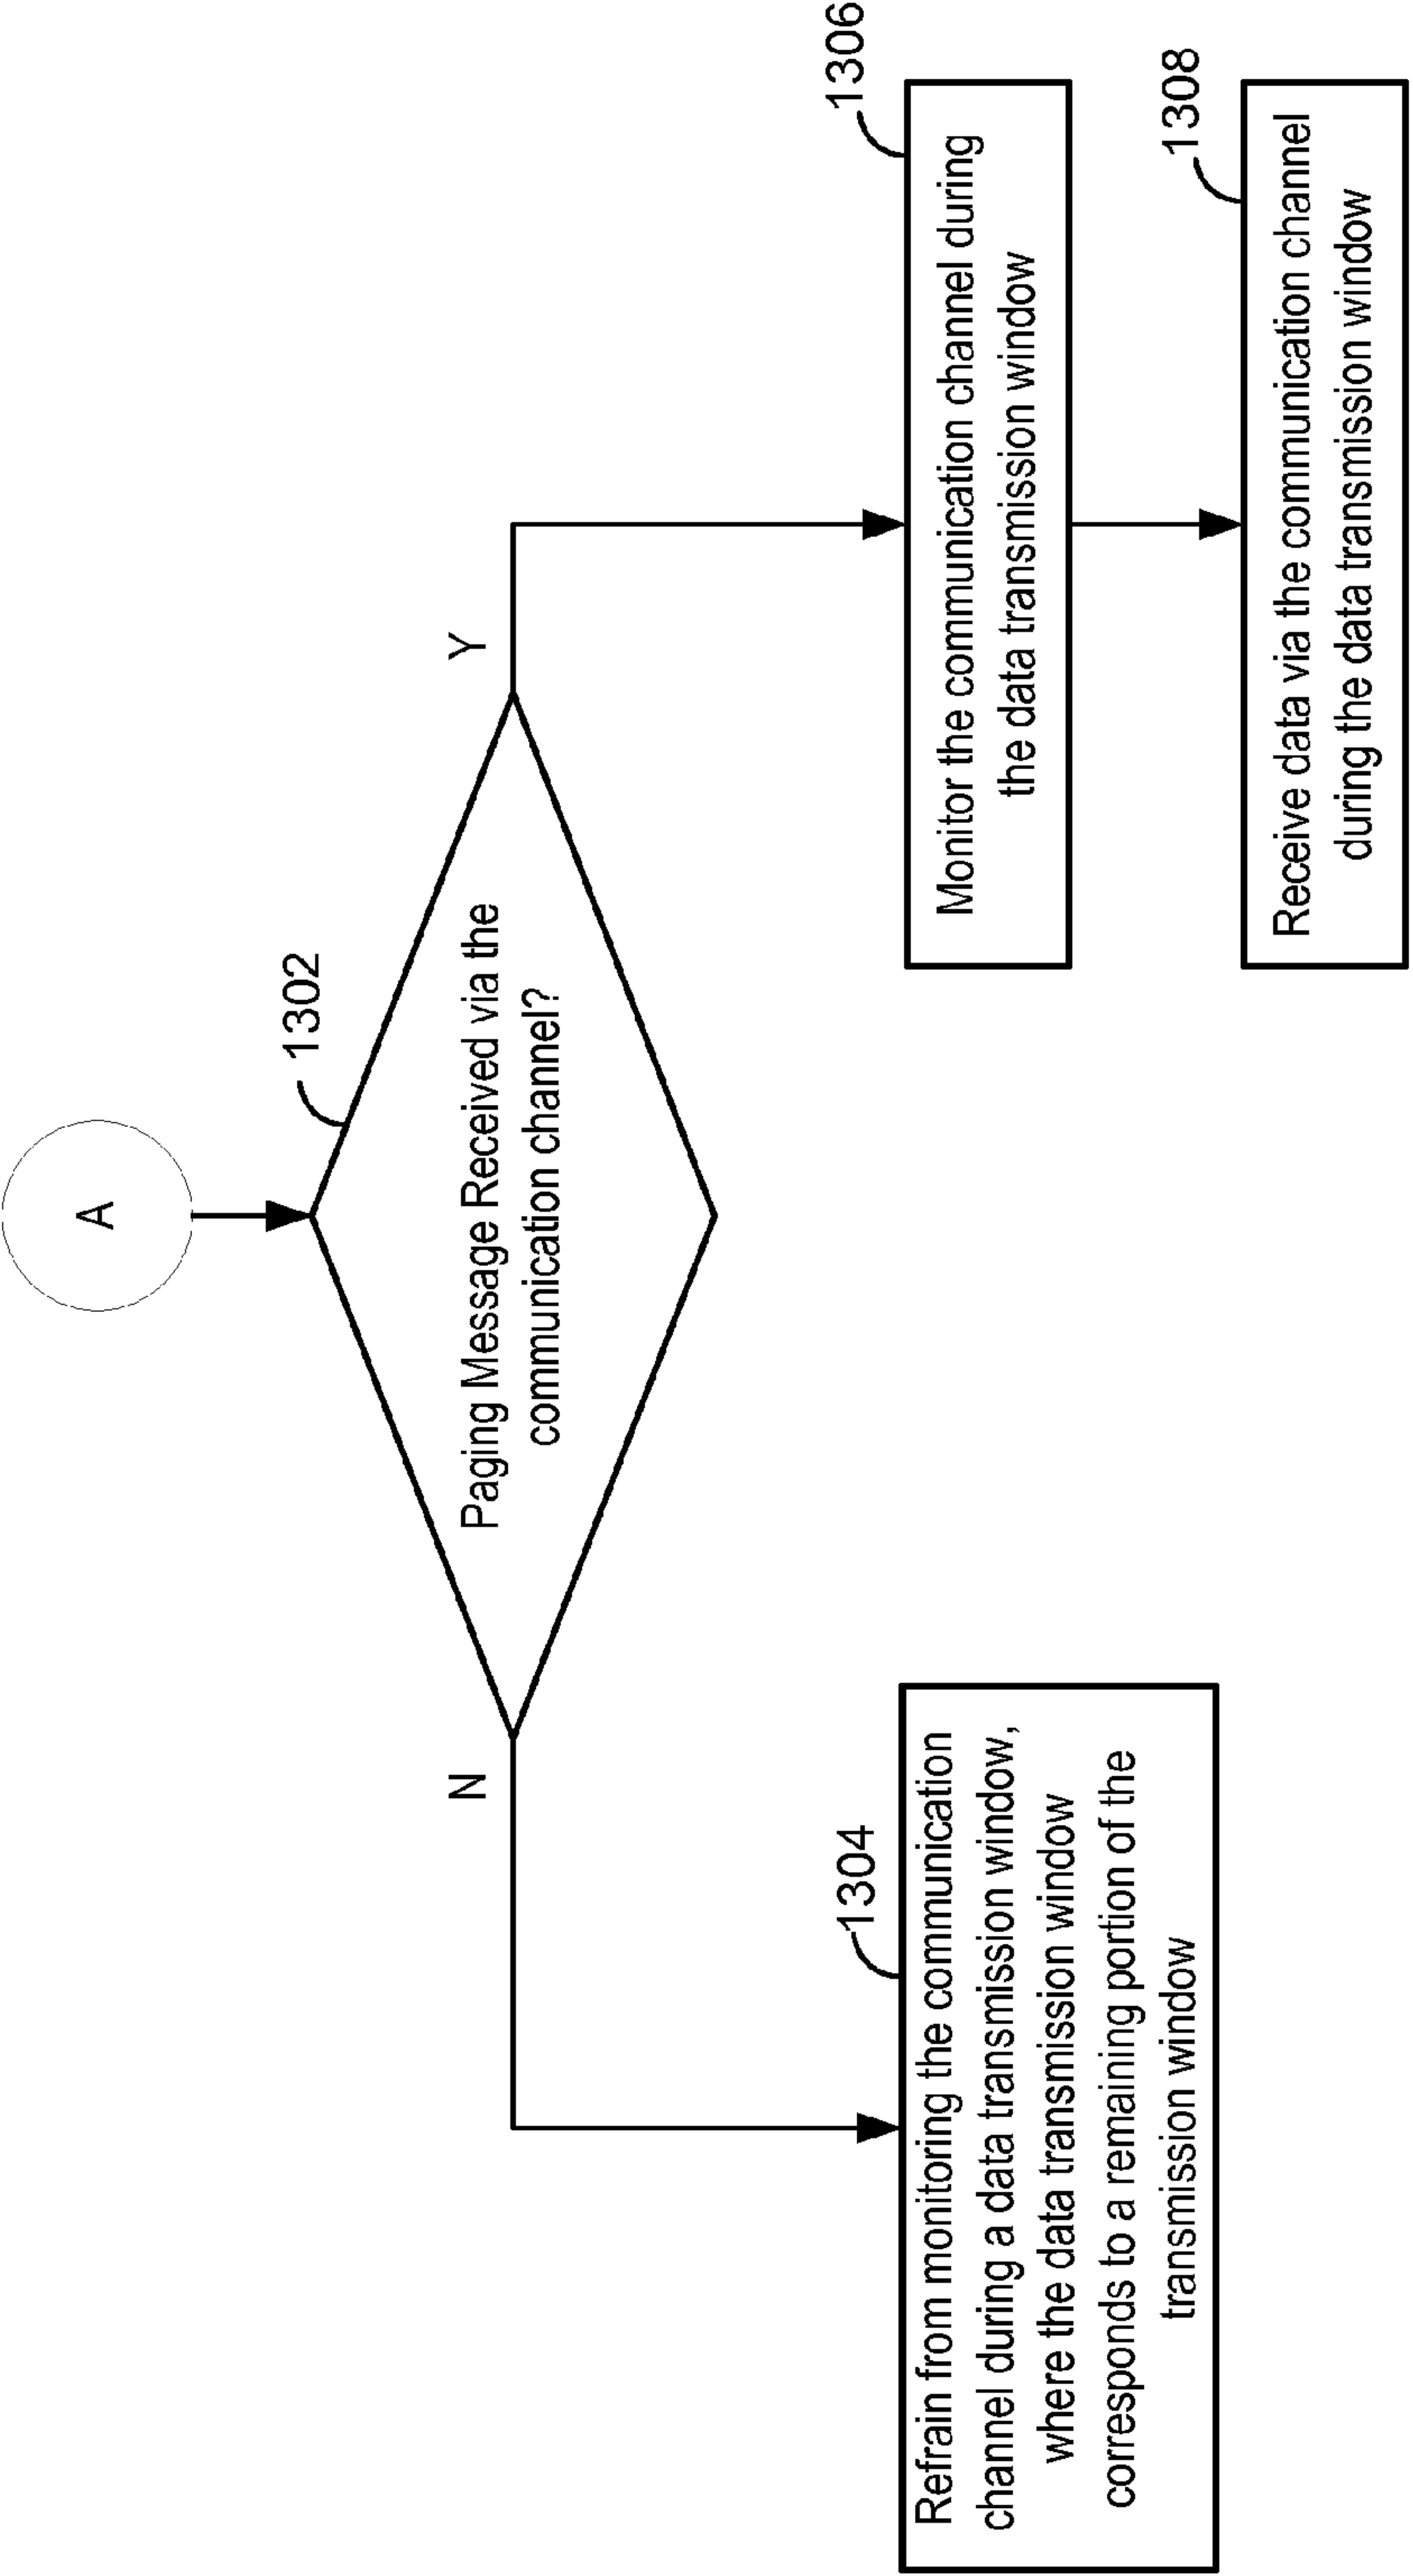 A
1302
Paging Message Received via the
communication channel?
N
Y
1304
Refrain from monitoring the communication
channel during a data transmission window,
where the data transmission window
corresponds to a remaining portion of the
transmission window
1306
Monitor the communication channel during
the data transmission window
1308
Receive data via the communication channel
during the data transmission window